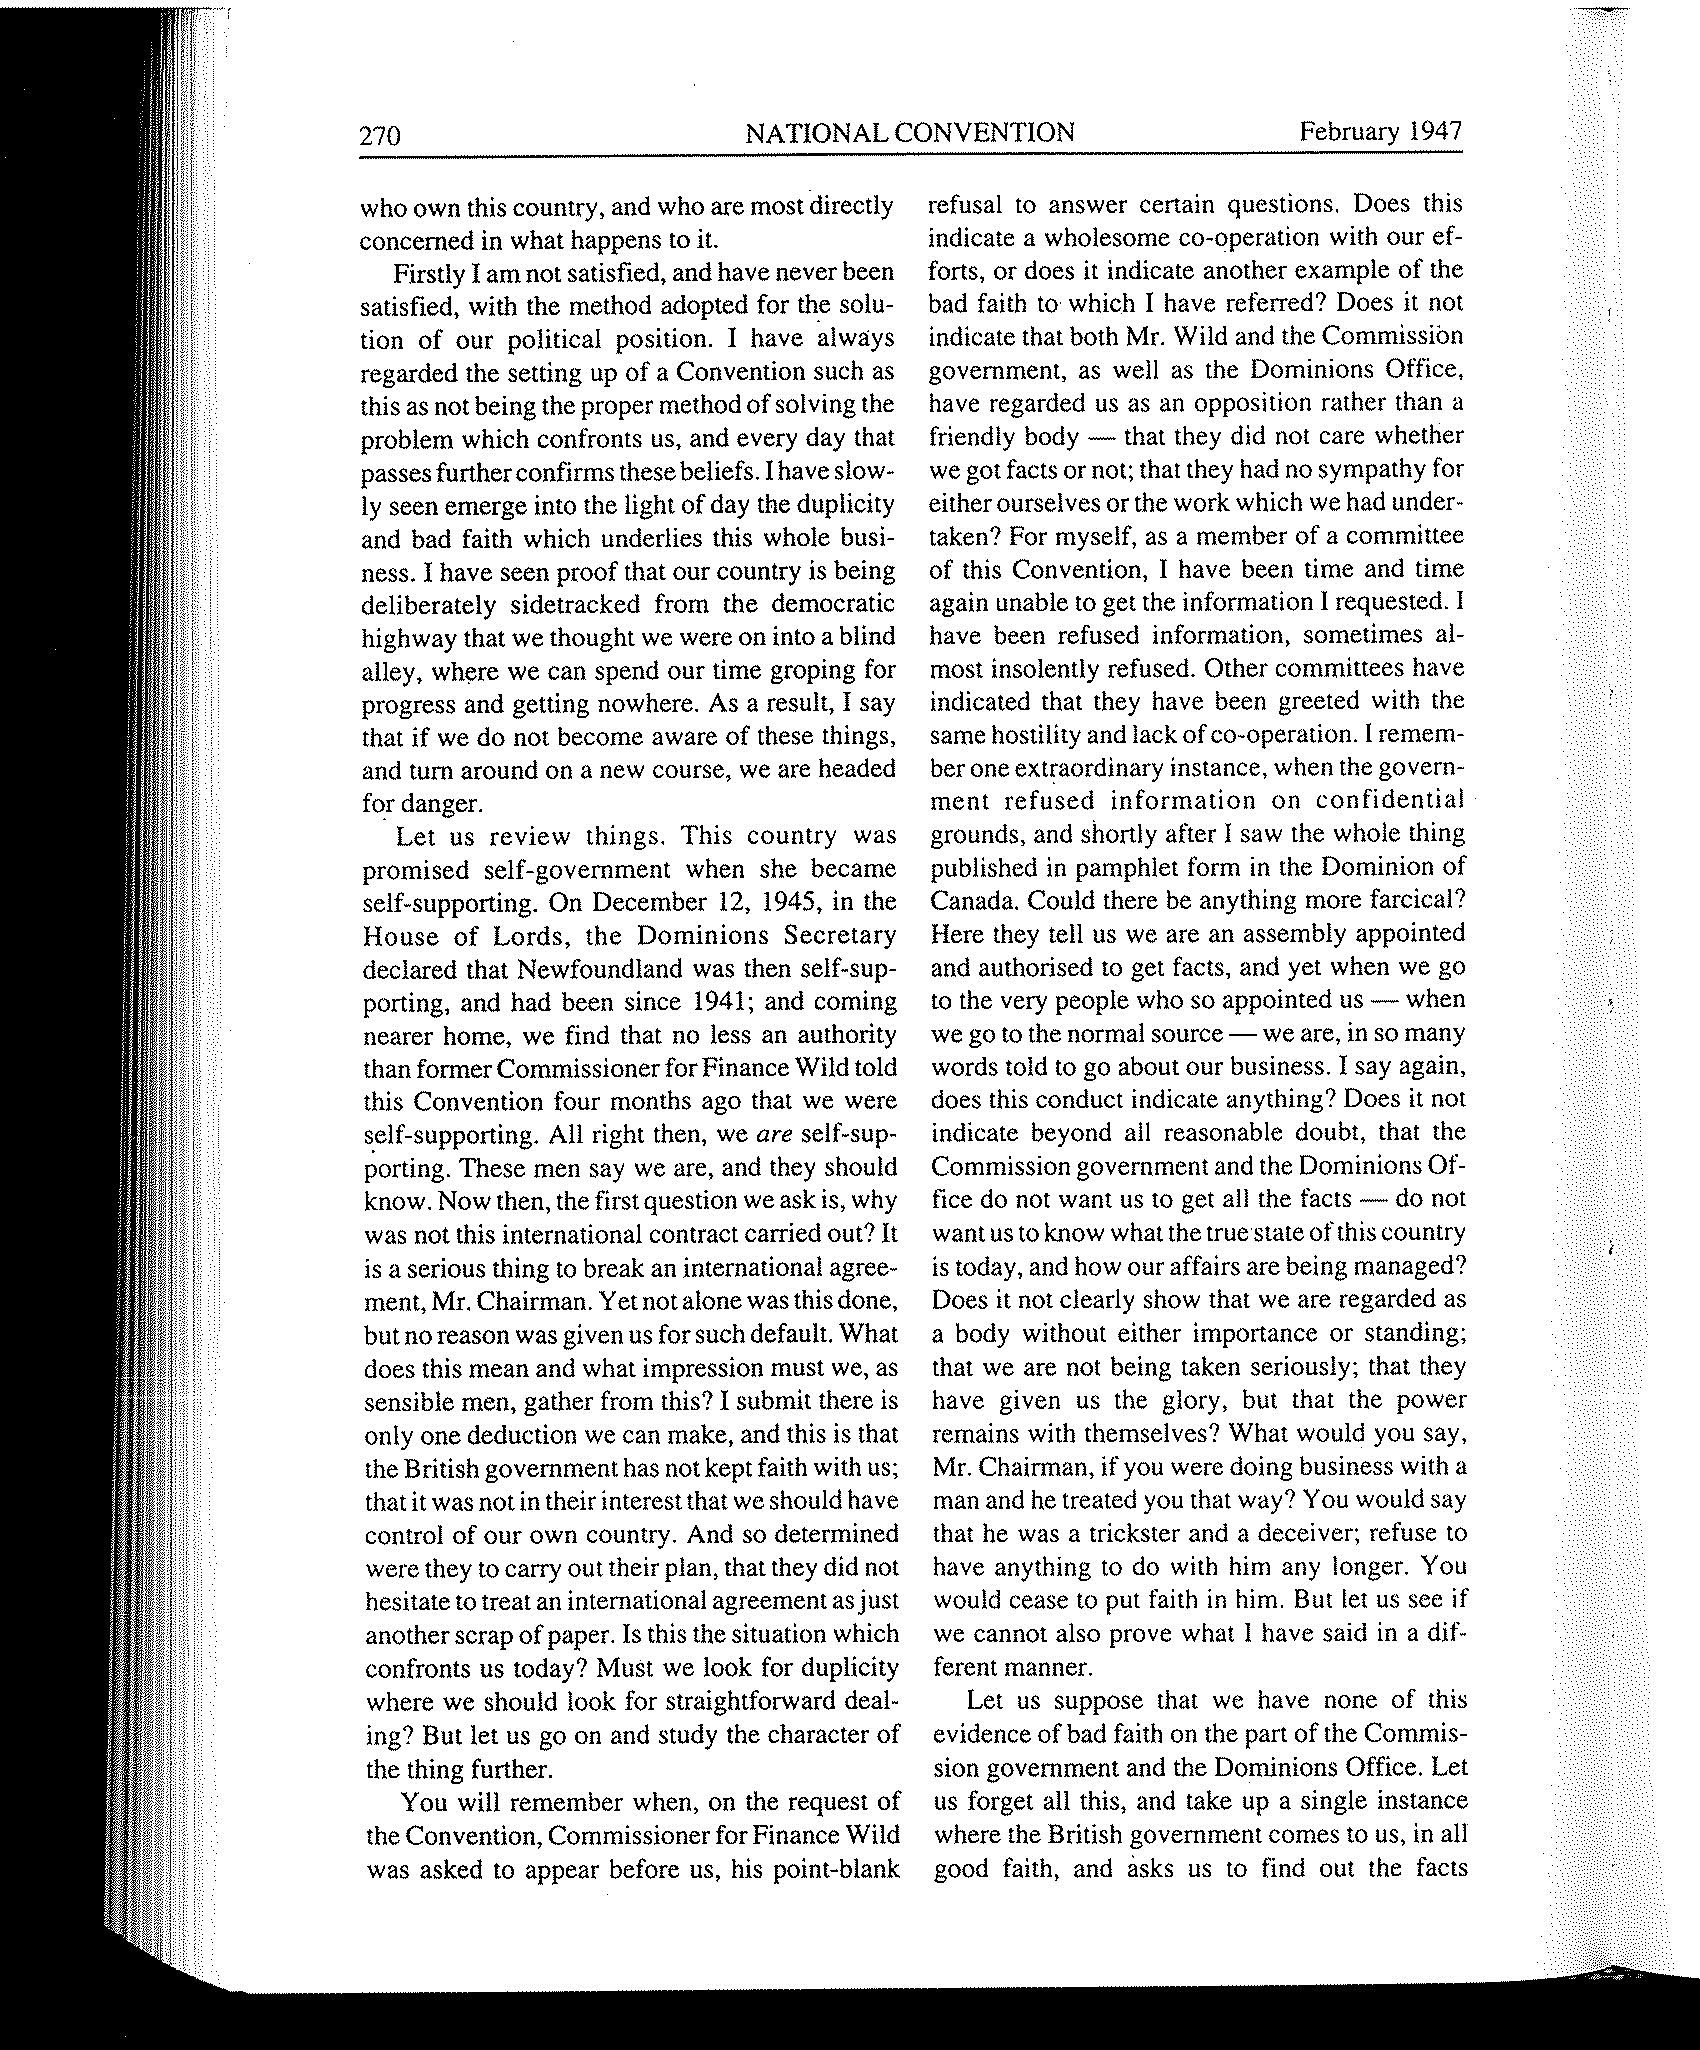 270
NATIONAL CONVENTION
February 1947
who own this country, and who are most directly
concerned in what happens to it.
Firstly I am not satisfied, and have never been
satisfied, with the method adopted for the solu-
tion of our political position. I have always
regarded the setting up of a Convention such as
this as not being the proper method of solving the
problem which confronts us, and every day that
passes further confirms these beliefs. I have slow-
ly seen emerge into the light of day the duplicity
and bad faith which underlies this whole busi-
ness. I have seen proof that our country is being
deliberately sidetracked from the democratic
highway that we thought we were on into a blind
alley, where we can spend our time groping for
progress and getting nowhere. As a result, I say
that if we do not become aware of these things,
and turn around on a new course, we are headed
for danger.
Let us review things. This country was
promised self-government when she became
self-supporting. On December 12, 1945, in the
House of Lords, the Dominions Secretary
declared that Newfoundland was then self-sup-
porting, and had been since 1941; and coming
nearer home, we find that no less an authority
than former Commissioner for Finance Wild told
this Convention four months ago that we were
self-supporting. All right then, we are self-sup-
porting. These men say we are, and they should
know. Now then, the first question we ask is, why
was not this international contract carried out? It
is a serious thing to break an international agree-
ment, Mr. Chairman. Yet not alone was this done,
but no reason was given us for such default. What
does this mean and what impression must we, as
sensible men, gather from this? I submit there is
only one deduction we can make, and this is that
the British government has not kept faith with us;
that it was not in their interest that we should have
control of our own country. And so determined
were they to carry out their plan, that they did not
hesitate to treat an international agreement as just
another scrap of paper. Is this the situation which
confronts us today? Must we look for duplicity
where we should look for straightforward deal-
ing? But let us go on and study the character of
the thing further.
You will remember when, on the request of
the Convention, Commissioner for Finance Wild
was asked to appear before us, his point-blank
refusal to answer certain questions. Does this
indicate a wholesome co-operation with our ef-
forts, or does it indicate another example of the
bad faith to which I have referred? Does it not
indicate that both Mr. Wild and the Commission
government, as well as the Dominions Office,
have regarded us as an opposition rather than a
friendly body — that they did not care whether
we got facts or not; that they had no sympathy for
either ourselves or the work which we had under-
taken? For myself, as a member of a committee
of this Convention, I have been time and time
again unable to get the information I requested. I
have been refused information, sometimes al-
most insolently refused. Other committees have
indicated that they have been greeted with the
same hostility and lack of co-operation. I remem-
ber one extraordinary instance, when the govern-
ment refused information on confidential
grounds, and shortly after I saw the whole thing
published in pamphlet form in the Dominion of
Canada. Could there be anything more farcical?
Here they tell us we are an assembly appointed
and authorised to get facts, and yet when we go
to the very people who so appointed us — when
we go to the normal source — we are, in so many
words told to go about our business. I say again,
does this conduct indicate anything? Does it not
indicate beyond all reasonable doubt, that the
Commission government and the Dominions Of-
fice do not want us to get all the facts — do not
want us to know what the true state of this country
is today, and how our affairs are being managed?
Does it not clearly show that we are regarded as
a body without either importance or standing;
that we are not being taken seriously; that they
have given us the glory, but that the power
remains with themselves? What would you say,
Mr. Chairman, if you were doing business with a
man and he treated you that way? You would say
that he was a trickster and a deceiver; refuse to
have anything to do with him any longer. You
would cease to put faith in him. But let us see if
we cannot also prove what I have said in a dif-
ferent manner.
Let us suppose that we have none of this
evidence of bad faith on the part of the Commis-
sion government and the Dominions Office. Let
us forget all this, and take up a single instance
where the British government comes to us, in all
good faith, and asks us to find out the facts